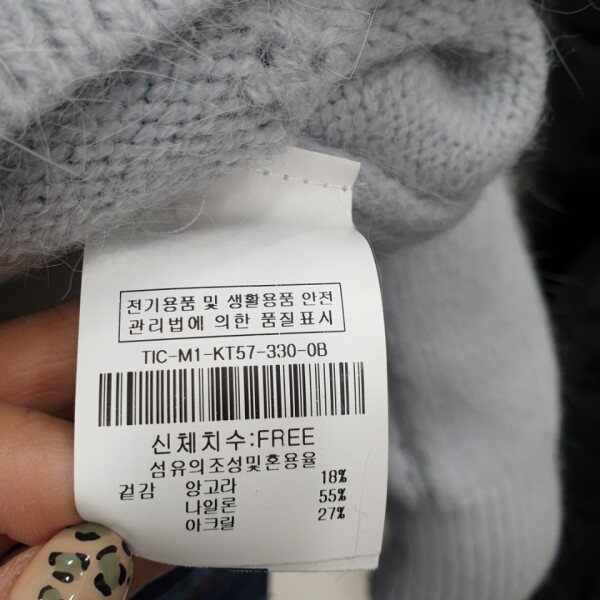 전기용품 및 생활용품 안전
관리법에 의한 품질표시
TIC-M1-KT57-330-0B
신체치수:FREE
섬유의조성및혼용율
겉감 앙고라 18%
나일론 55%
아크릴 27%